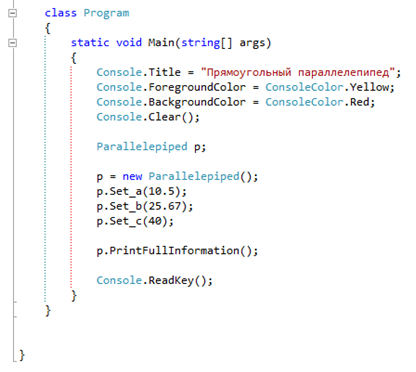 class Program
{
static void Main(string[] args)
{
Console.Title = "Прямоугольный параллелепипед";
Console.ForegroundColor = ConsoleColor.Yellow;
Console.BackgroundColor = ConsoleColor.Red;
Console.Clear();
Parallelepiped p;
p = new Parallelepiped();
p.Set_a(10.5);
p.Set_b(25.67);
p.Set_c(40);
p.PrintFullInformation();
Console.ReadKey();
}
}
}